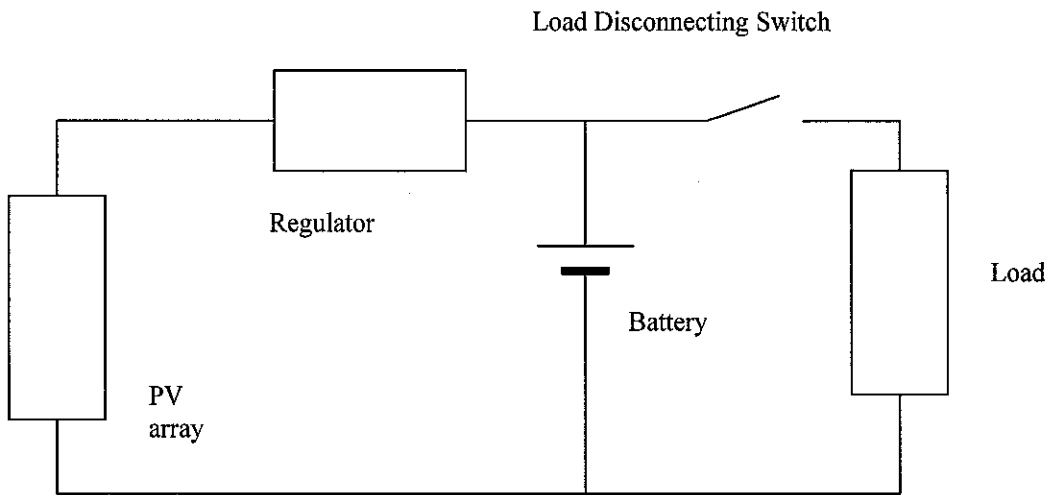 Load Disconnecting Switch
Regulator
Load
Battery
PV
array